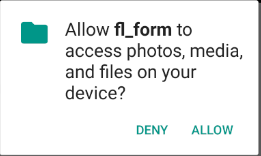 Allow fl_form to
access photos, media,
and files on your
device?
DENY ALLOW